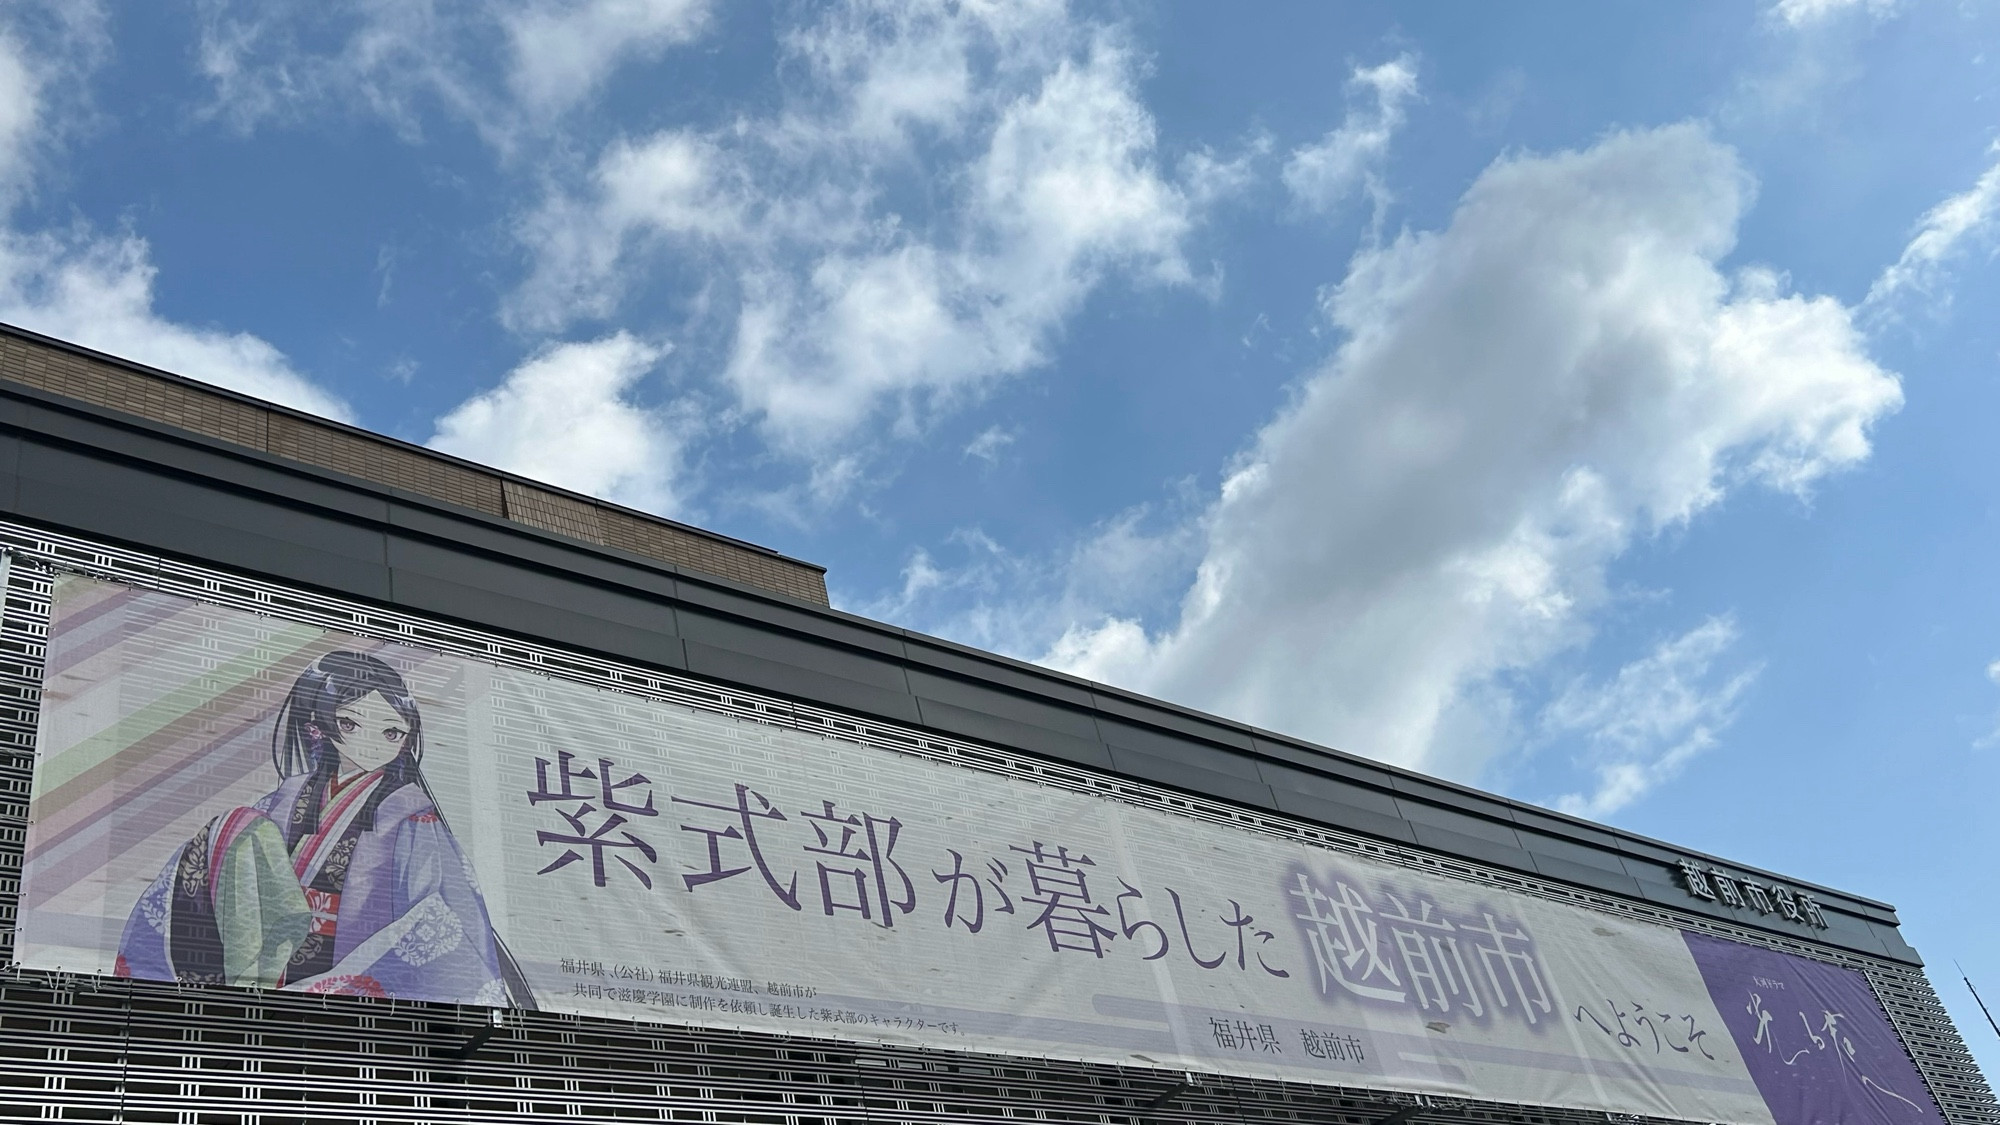 越前市役所
紫式部が暮らした越前市へようこそ
福井県、(公社)福井県観光連盟、越前市が
共同で滋慶学園に制作を依頼し誕生した紫式部のキャラクターです。
福井県 越前市
大河ドラマ
光る君へ